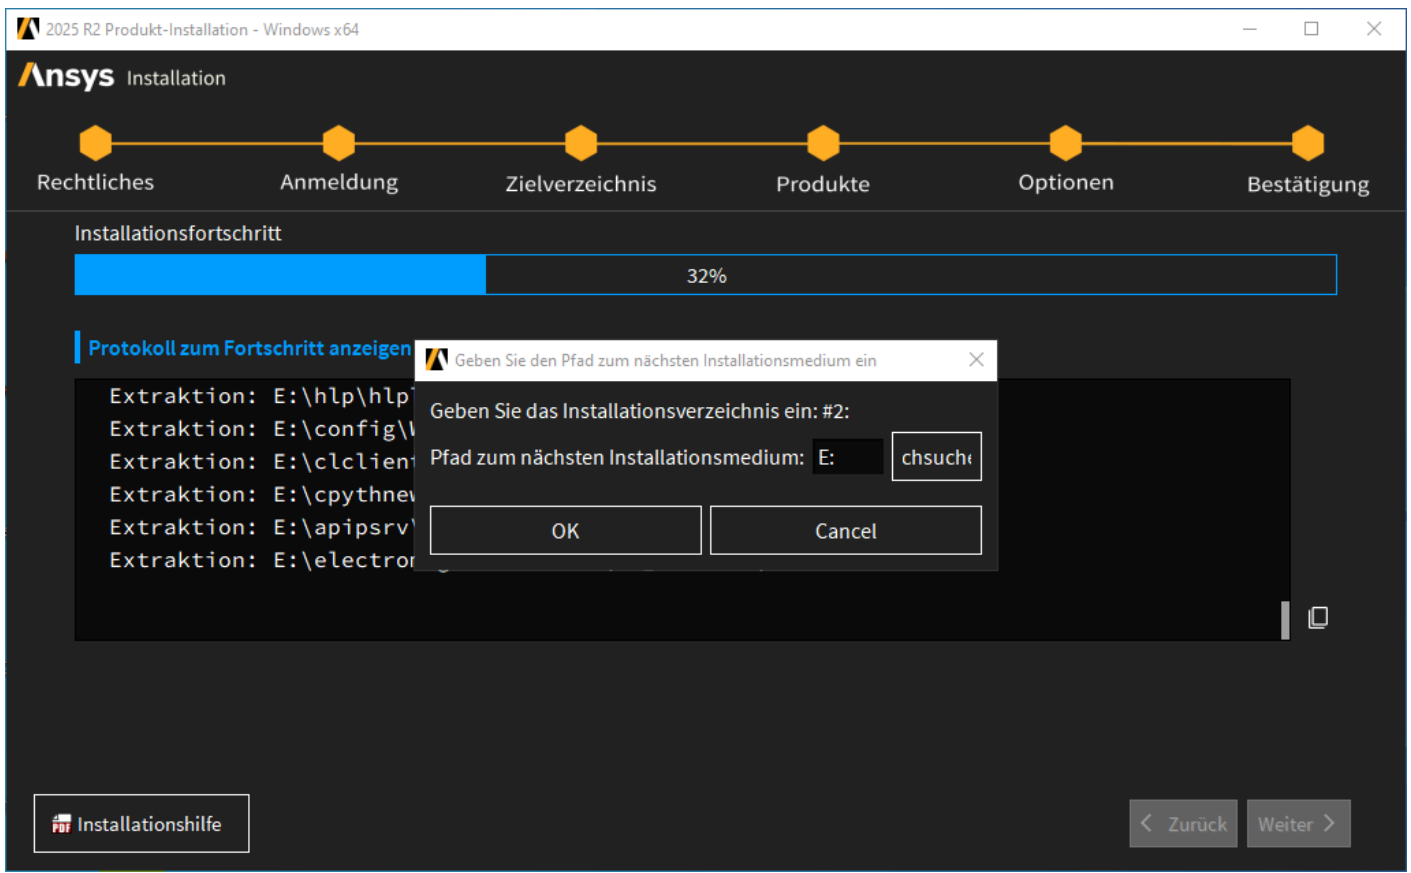 2025 R2 Produkt-Installation - Windows x64
Ansys Installation
Rechtliches Anmeldung Zielverzeichnis Produkte Optionen Bestätigung
Installationsfortschritt
32%
Protokoll zum Fortschritt anzeigen
Geben Sie den Pfad zum nächsten Installationsmedium ein
Geben Sie das Installationsverzeichnis ein: #2:
Pfad zum nächsten Installationsmedium: E: chsuche
OK Cancel
Extraktion: E:\hlp\hlp
Extraktion: E:\config\
Extraktion: E:\clclient
Extraktion: E:\cpythnew
Extraktion: E:\apipsrv\
Extraktion: E:\electron
PDF Installationshilfe
Zurück Weiter